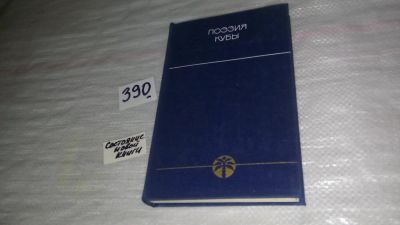 ПОЭЗИЯ
КУБЫ
390
Состояние
новой
книги